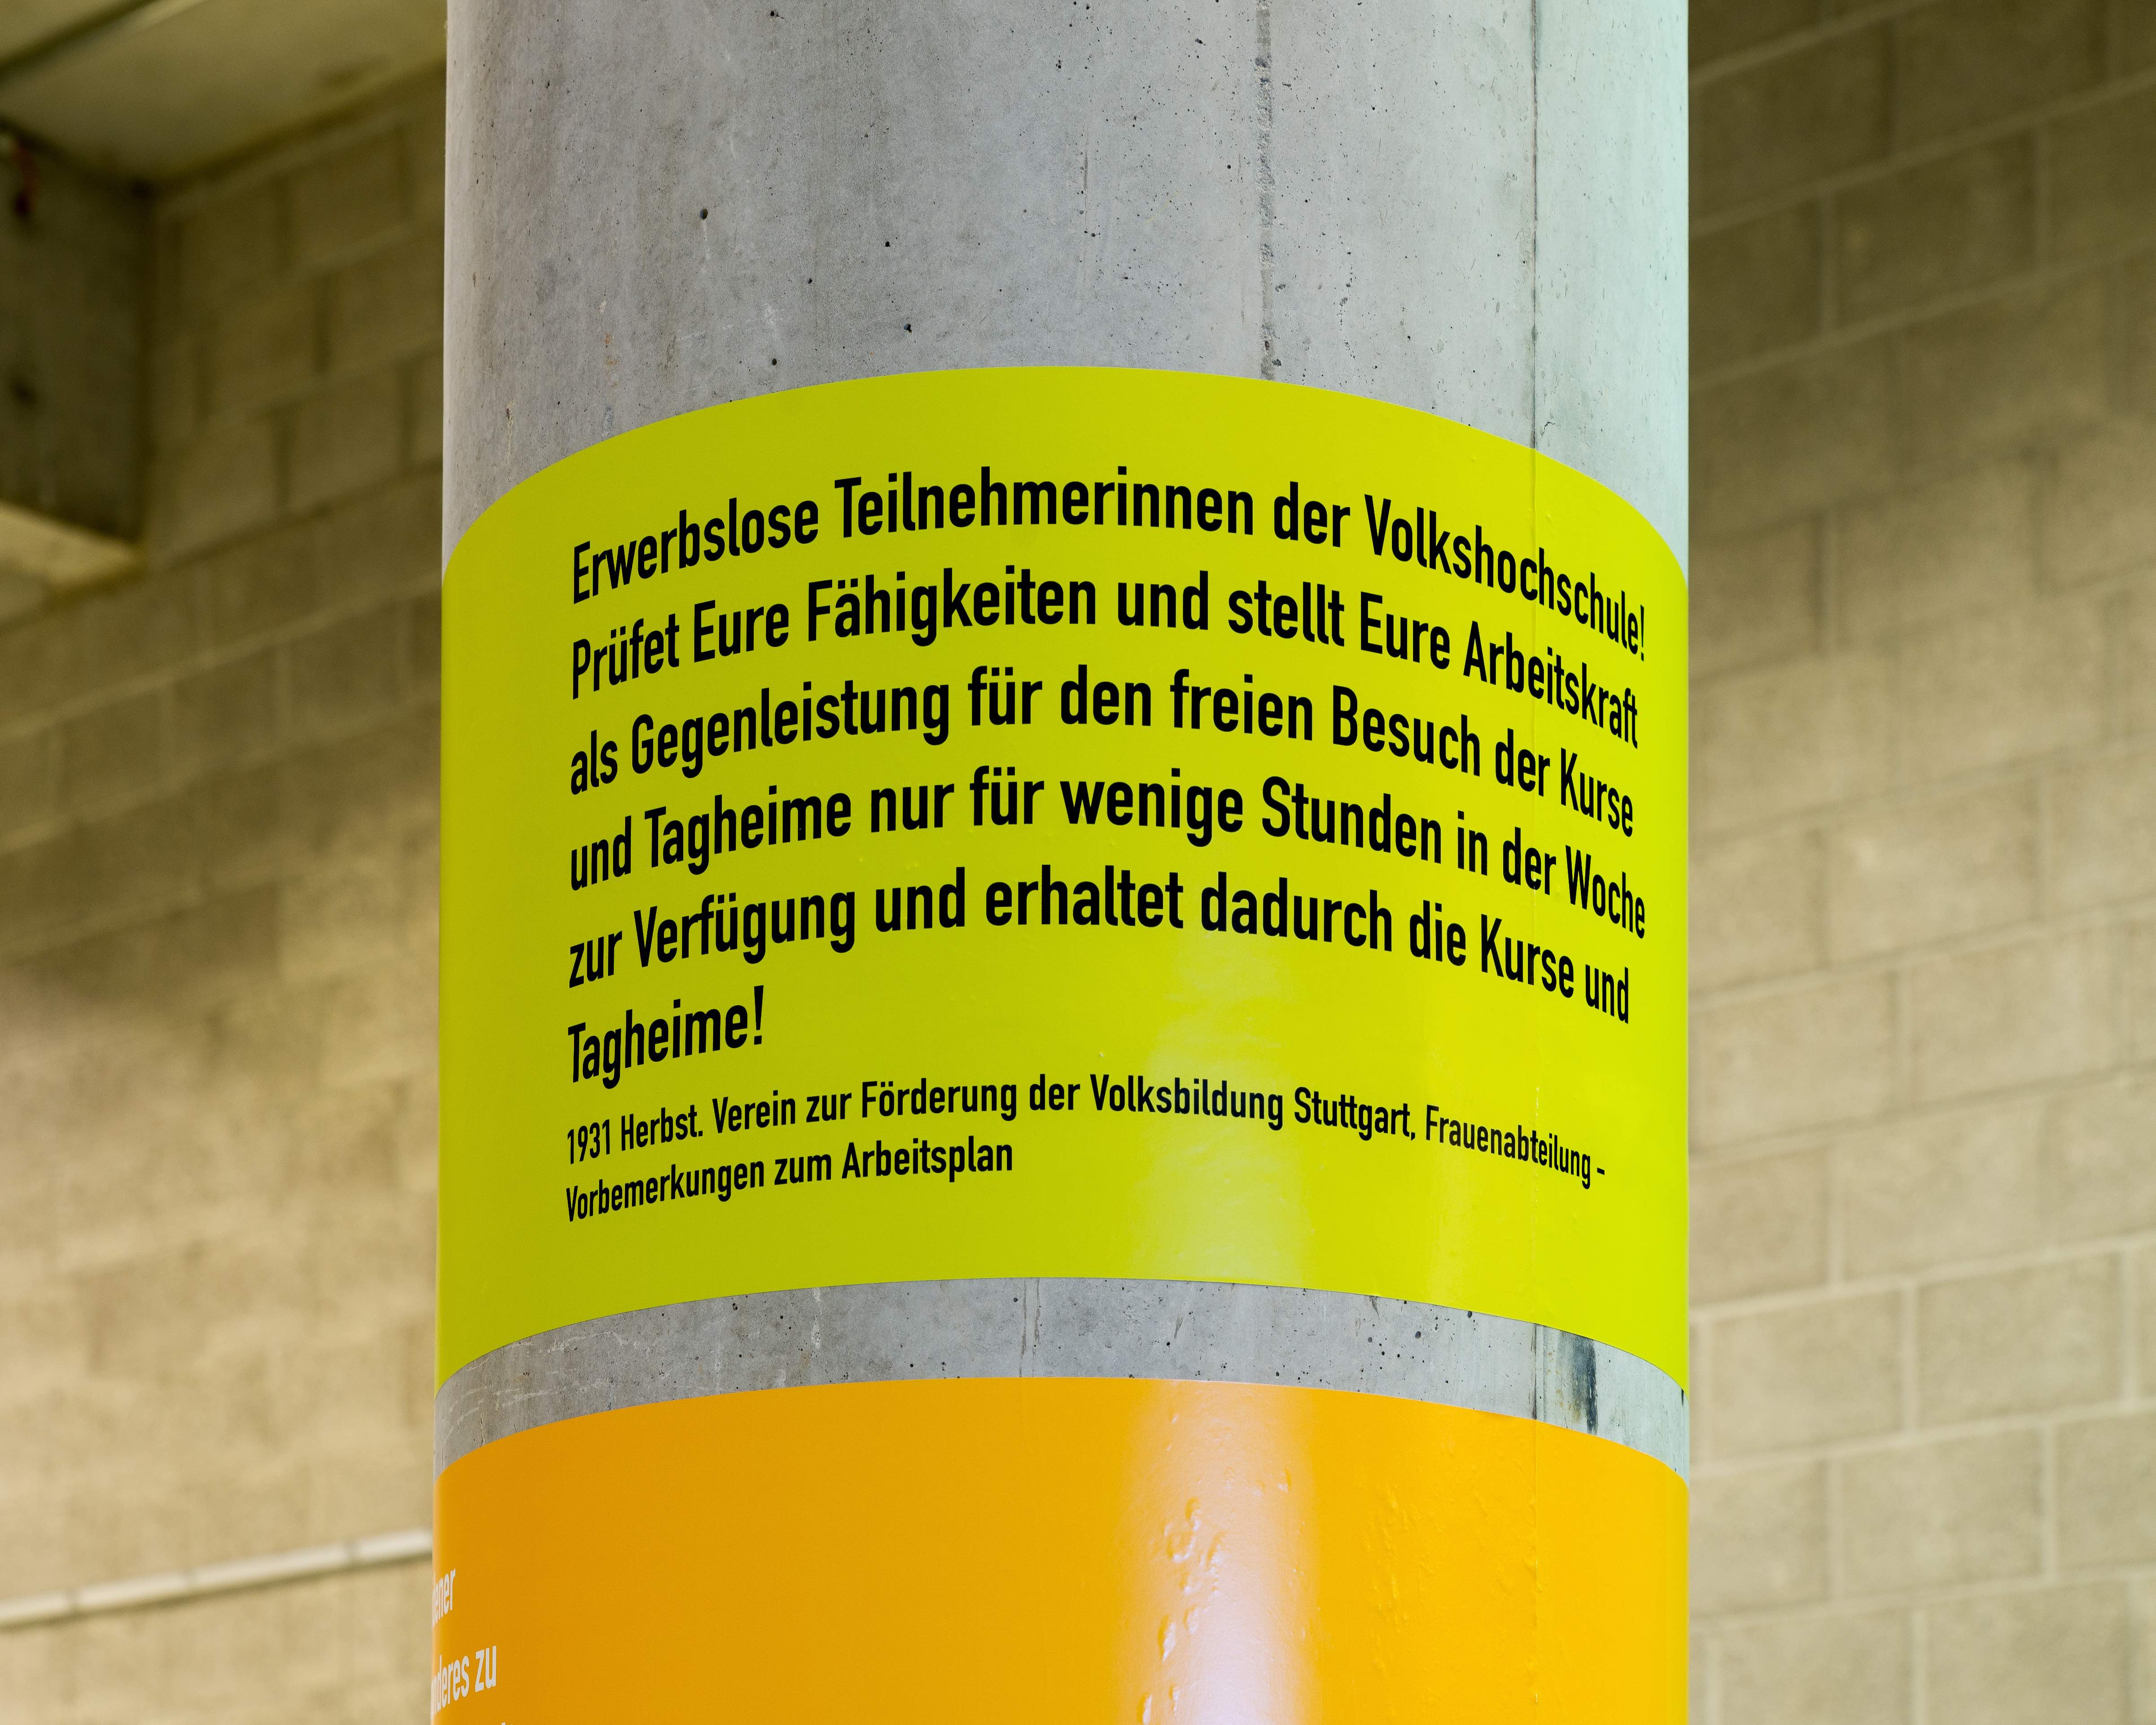 Erwerbslose Teilnehmerinnen der Volkshochschule!
Prüfet Eure Fähigkeiten und stellt Eure Arbeitskraft
als Gegenleistung für den freien Besuch der Kurse
und Tagheime nur für wenige Stunden in der Woche
zur Verfügung und erhaltet dadurch die Kurse und
Tagheime!
1931 Herbst. Verein zur Förderung der Volksbildung Stuttgart, Frauenabteilung –
Vorbemerkungen zum Arbeitsplan
zu